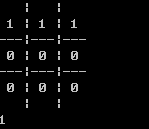 ¦ ¦
1 ¦ 1 ¦ 1
---¦---¦---
0 ¦ 0 ¦ 0
---¦---¦---
0 ¦ 0 ¦ 0
¦ ¦
1